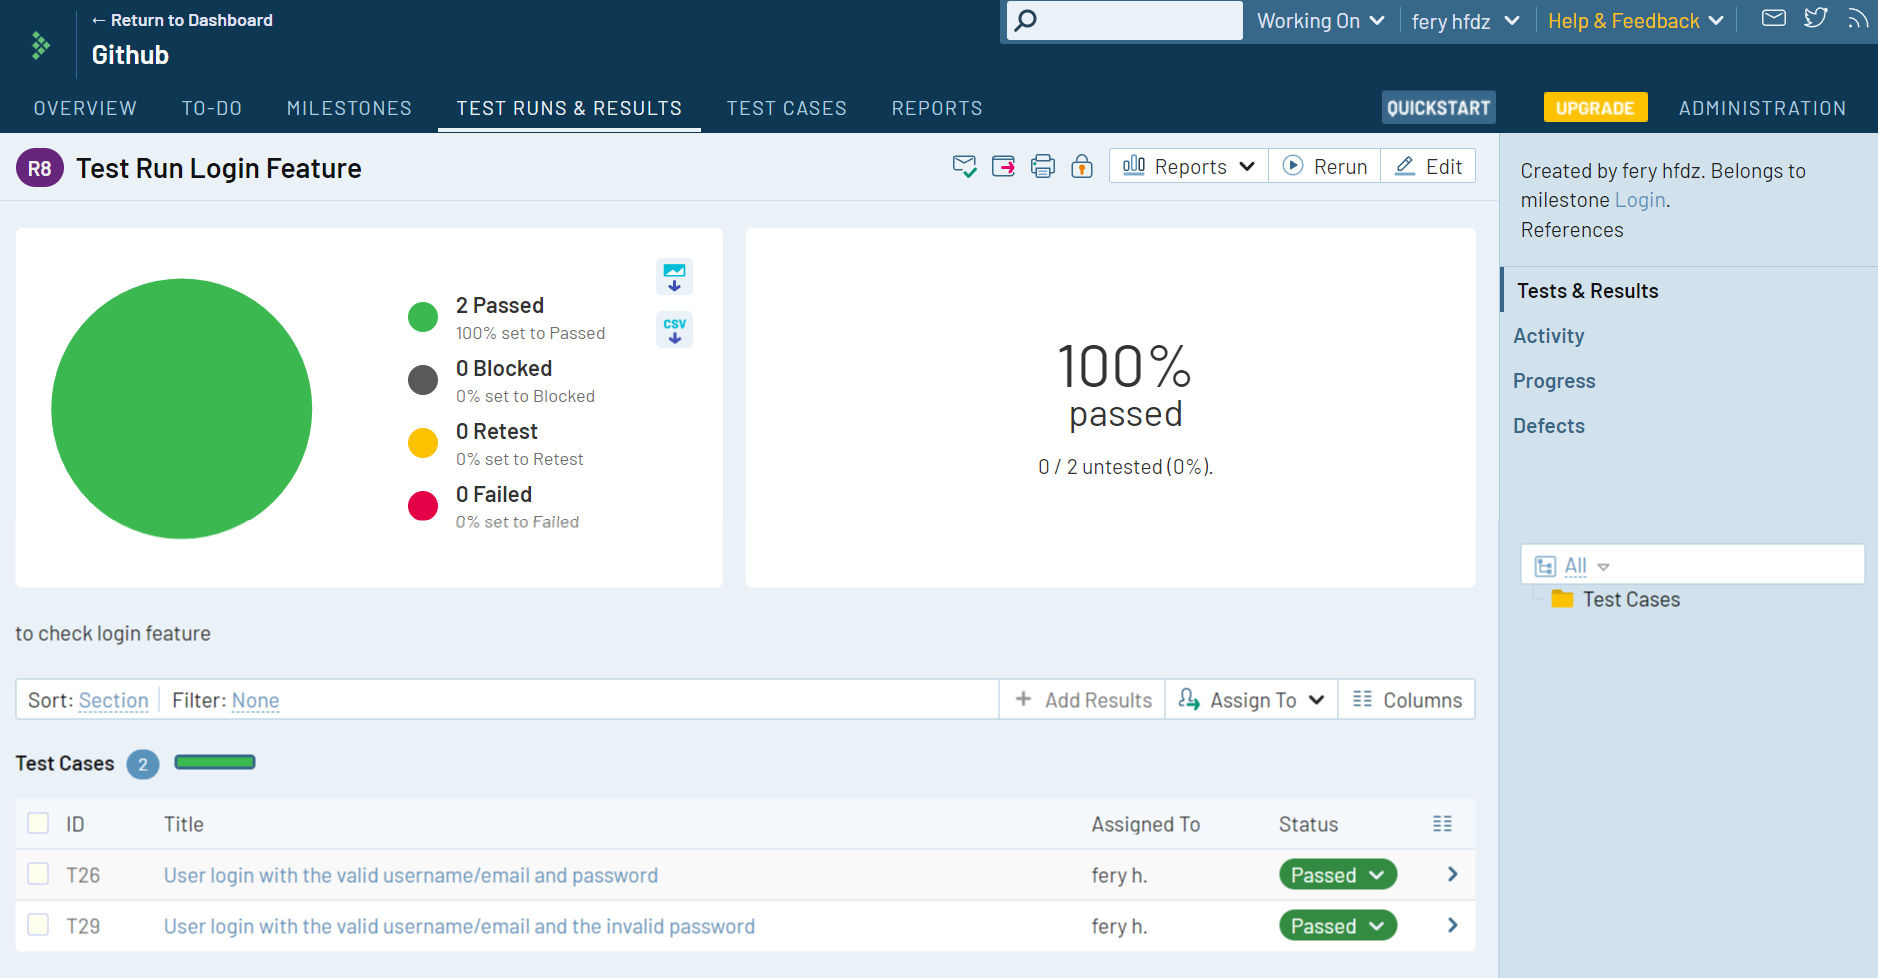 ← Return to Dashboard
Github
Working On
fery hfdz
Help & Feedback
OVERVIEW
TO-DO
MILESTONES
TEST RUNS & RESULTS
TEST CASES
REPORTS
QUICKSTART
UPGRADE
ADMINISTRATION
R8 Test Run Login Feature
Reports
Rerun
Edit
2 Passed
100% set to Passed
0 Blocked
0% set to Blocked
0 Retest
0% set to Retest
0 Failed
0% set to Failed
CSV
100%
passed
0 / 2 untested (0%).
Created by fery hfdz. Belongs to
milestone Login.
References
Tests & Results
Activity
Progress
Defects
All
Test Cases
to check login feature
Sort: Section
Filter: None
+ Add Results
Assign To
Columns
Test Cases 2
ID Title Assigned To Status
T26 User login with the valid username/email and password fery h. Passed
T29 User login with the valid username/email and the invalid password fery h. Passed